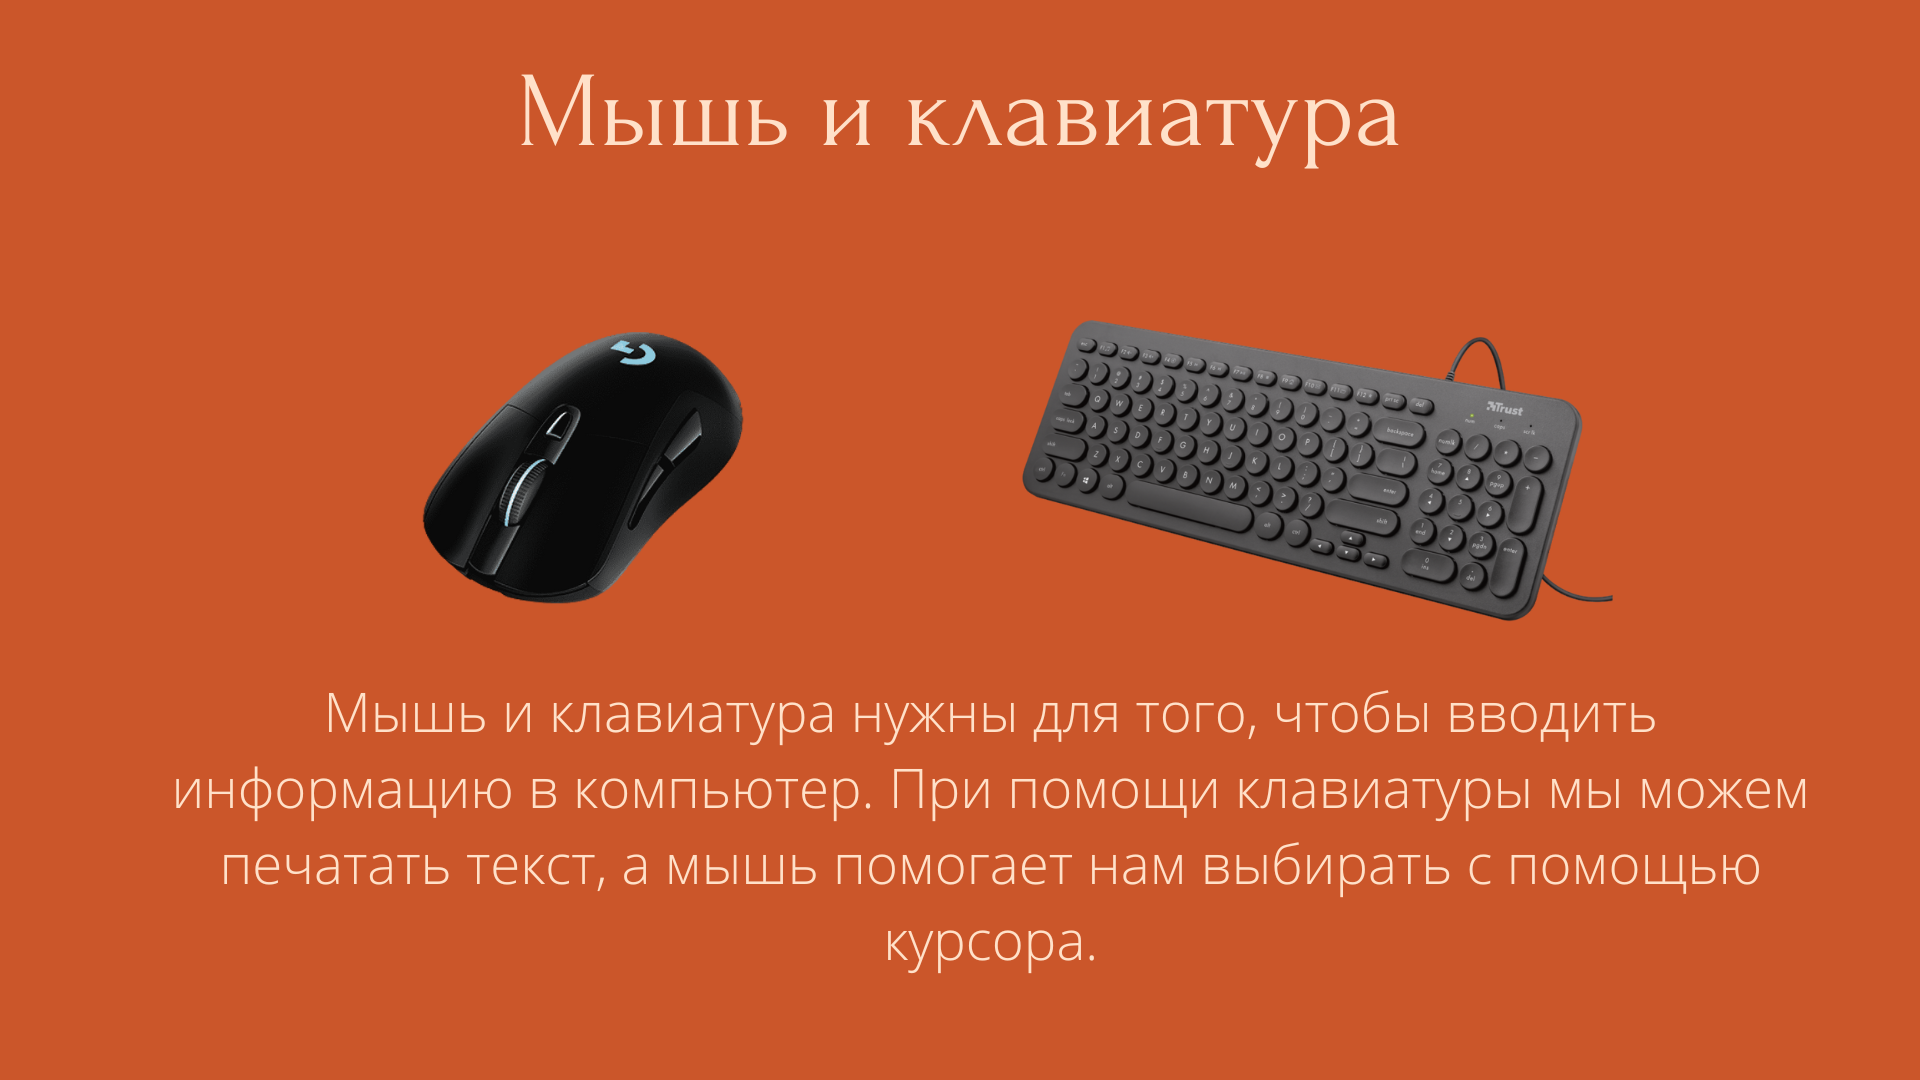 Мышь и клавиатура
Trust
Мышь и клавиатура нужны для того, чтобы вводить
информацию в компьютер. При помощи клавиатуры мы можем
печатать текст, а мышь помогает нам выбирать с помощью
курсора.